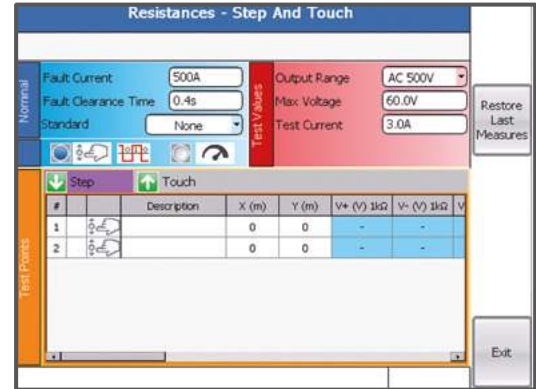 Resistances - Step And Touch
Nominal
Fault Current 500A
Fault Clearance Time 0.4s
Standard None
Test Values
Output Range AC 500V
Max Voltage 60.0V
Test Current 3.0A
Restore
Last
Measures
Step Touch
# Description X (m) Y (m) V+ (V) 1kΩ V- (V) 1kΩ V
1 0 0 - -
2 0 0 - -
Test Points
Exit